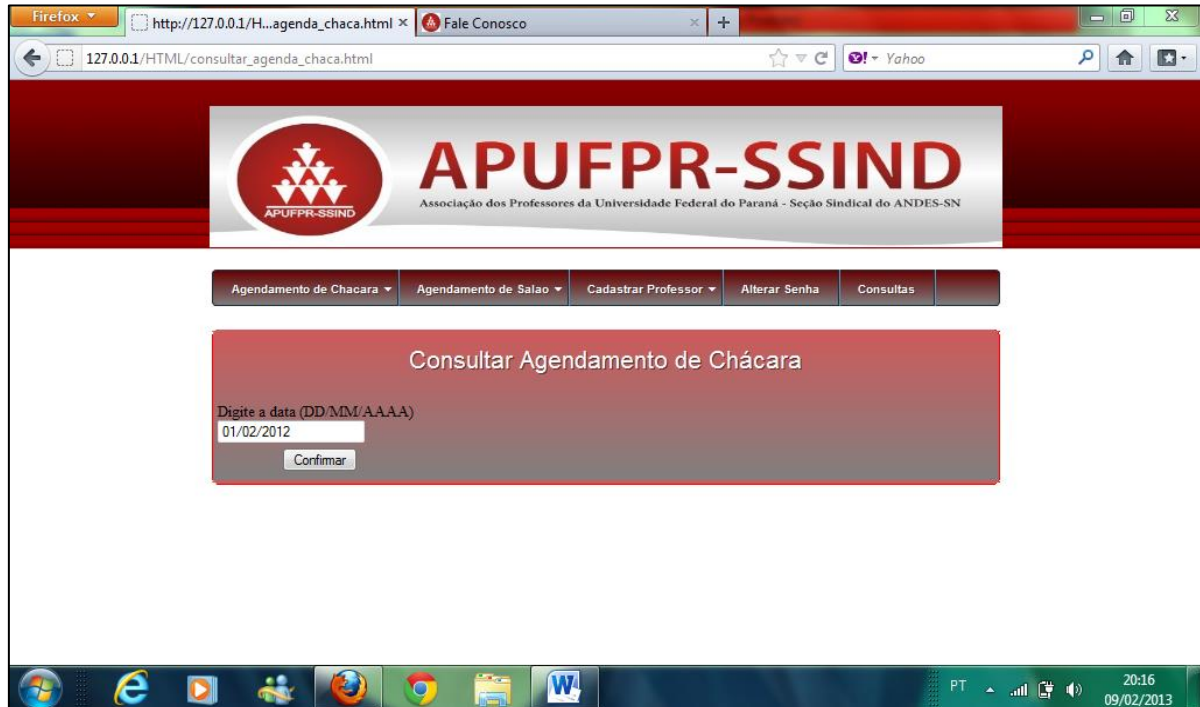 Firefox
http://127.0.0.1/H...agenda_chaca.html
Fale Conosco
127.0.0.1/HTML/consultar_agenda_chaca.html
Yahoo
APUFPR-SSIND
APUFPR-SSIND
Associação dos Professores da Universidade Federal do Paraná - Seção Sindical do ANDES-SN
Agendamento de Chacara Agendamento de Salao Cadastrar Professor Alterar Senha Consultas
Consultar Agendamento de Chácara
Digite a data (DD/MM/AAAA)
01/02/2012
Confirmar
PT
20:16
09/02/2013